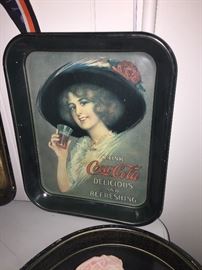 DRINK
Coca-Cola
DELICIOUS
AND
REFRESHING